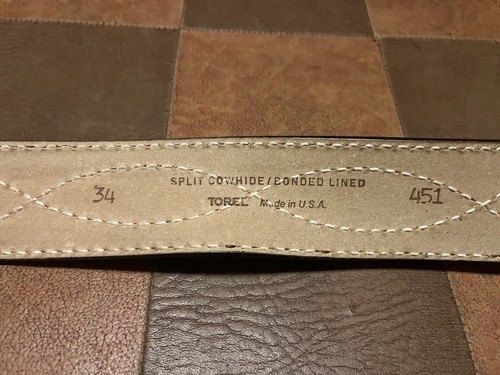 SPLIT COWHIDE/BONDED LINED
34 TOREL Made in U.S.A. 451